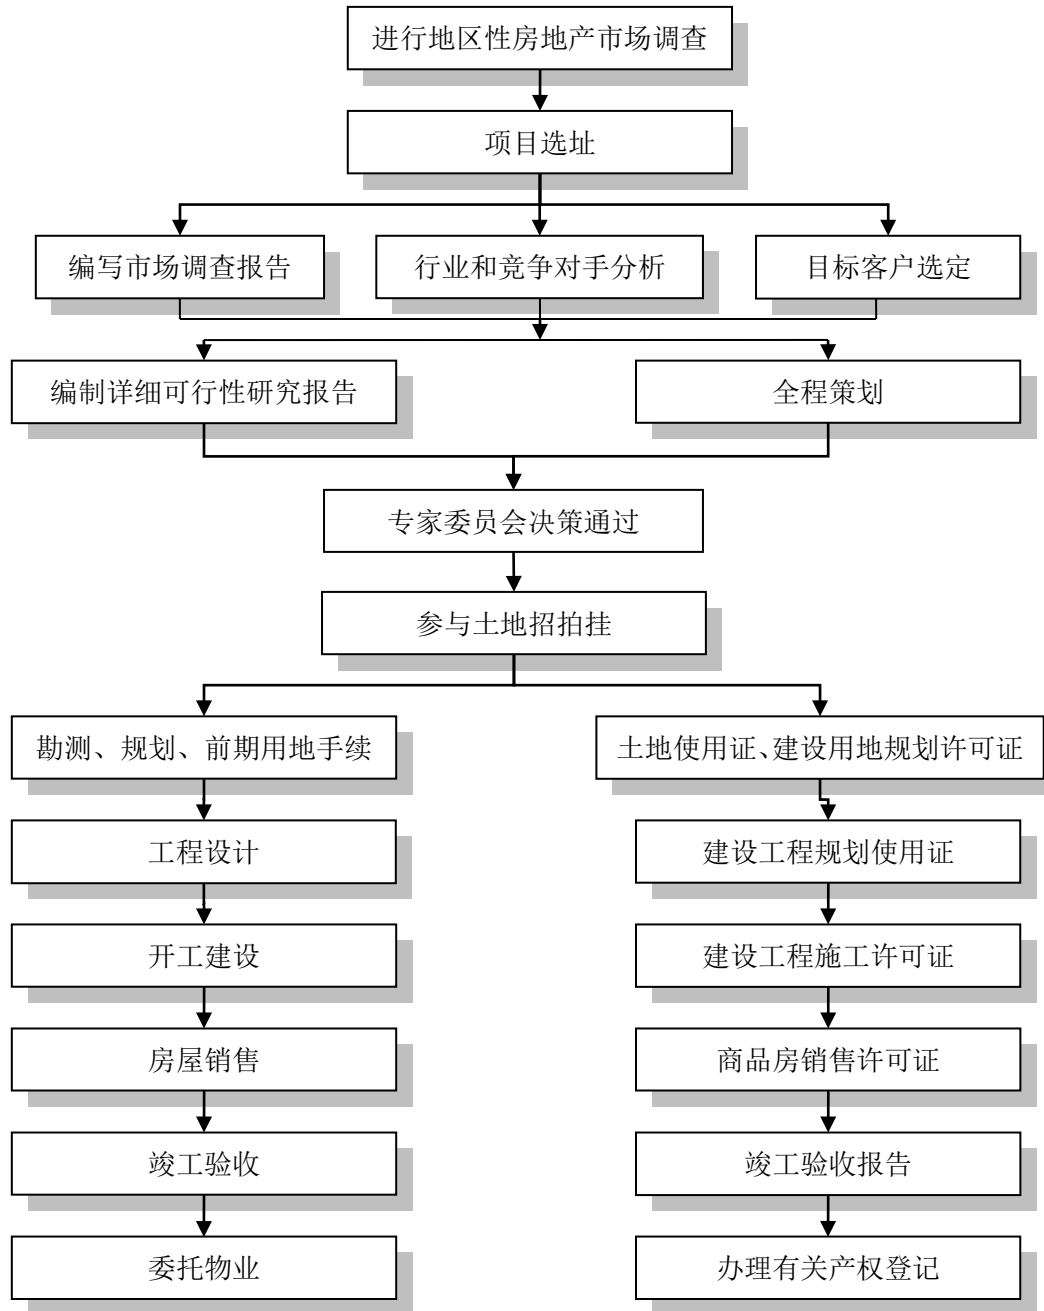 进行地区性房地产市场调查
项目选址
编写市场调查报告
行业和竞争对手分析
目标客户选定
编制详细可行性研究报告
全程策划
专家委员会决策通过
参与土地招拍挂
勘测、规划、前期用地手续
土地使用证、建设用地规划许可证
工程设计
建设工程规划使用证
开工建设
建设工程施工许可证
房屋销售
商品房销售许可证
竣工验收
竣工验收报告
委托物业
办理有关产权登记